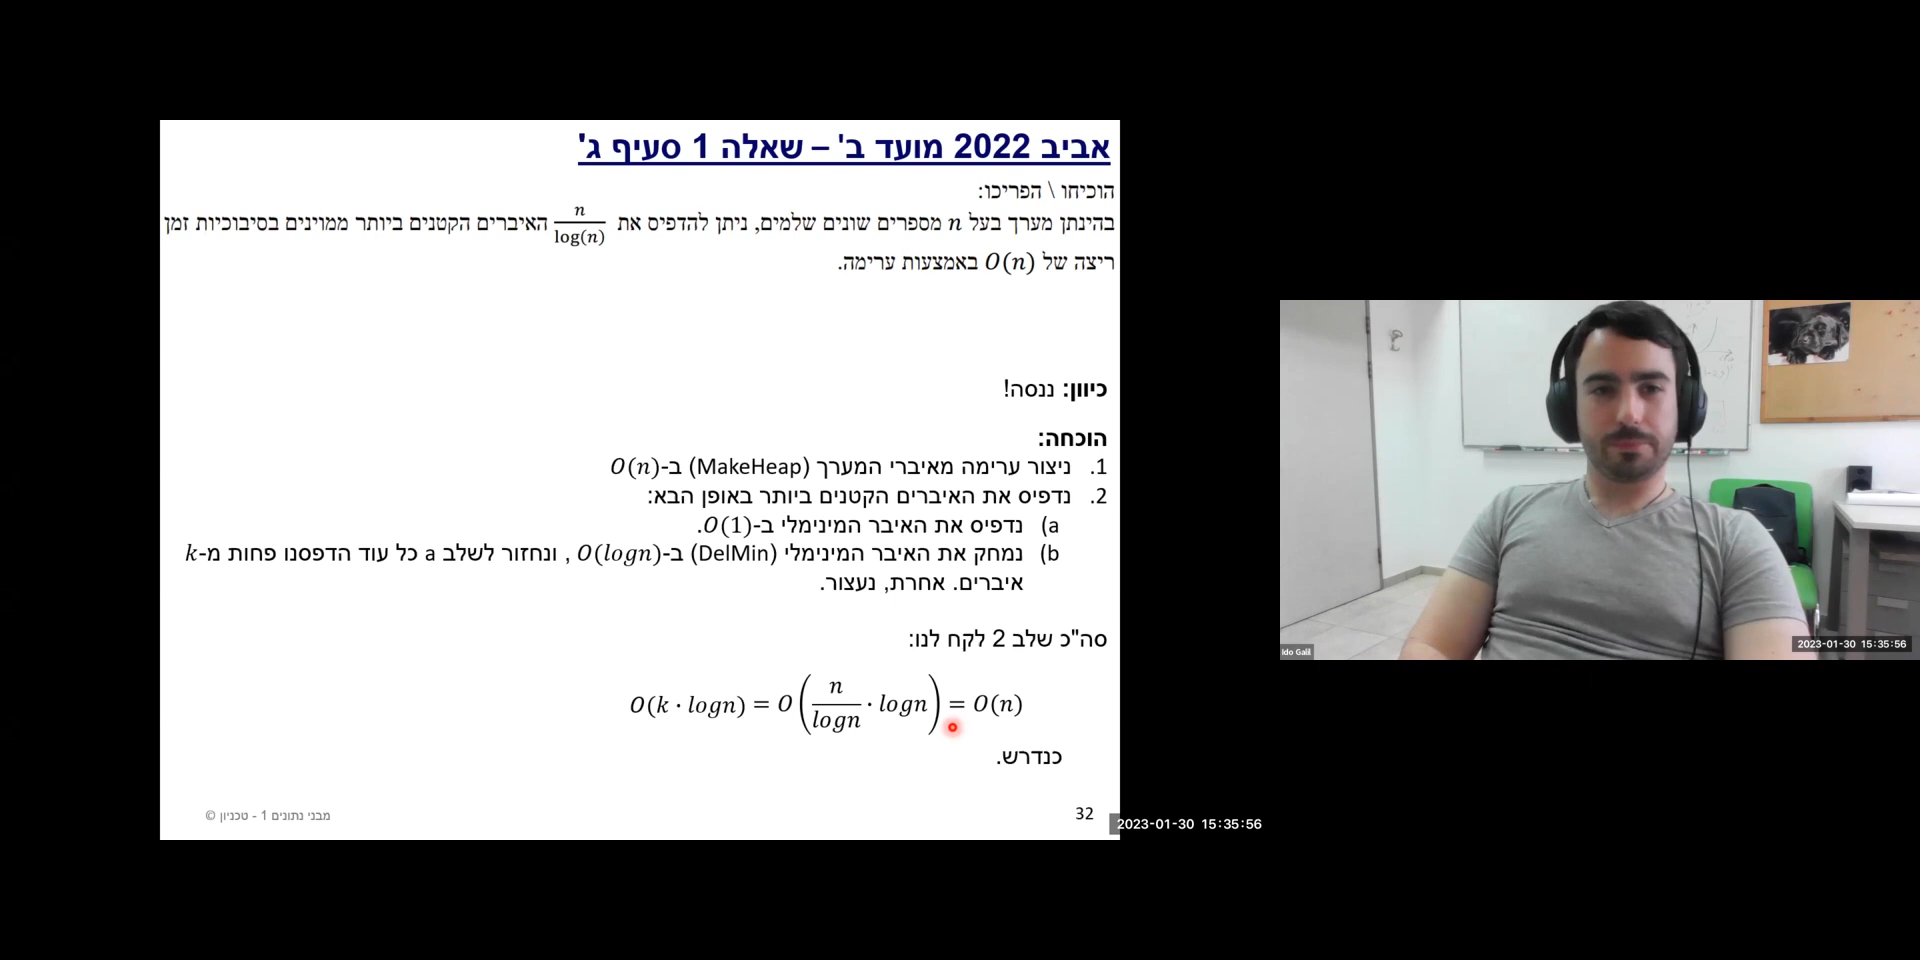 אביב 2022 מועד ב' – שאלה 1 סעיף ג'
הוכיחו \ הפריכו:
בהינתן מערך בעל n מספרים שונים שלמים, ניתן להדפיס את n/log(n) האיברים הקטנים ביותר ממוינים בסיבוכיות זמן
ריצה של O(n) באמצעות ערימה.
כיוון: ננסה!
הוכחה:
1. ניצור ערימה מאיברי המערך (MakeHeap) ב-O(n)
2. נדפיס את האיברים הקטנים ביותר באופן הבא:
a) נדפיס את האיבר המינימלי ב-O(1).
b) נמחק את האיבר המינימלי (DelMin) ב-O(logn) , ונחזור לשלב a כל עוד הדפסנו פחות מ-k
איברים. אחרת, נעצור.
סה"כ שלב 2 לקח לנו:
O(k · logn) = O(n/logn · logn) = O(n)
כנדרש.
מבני נתונים 1 - טכניון ©
32
2023-01-30 15:35:56
Ido Galil
2023-01-30 15:35:56